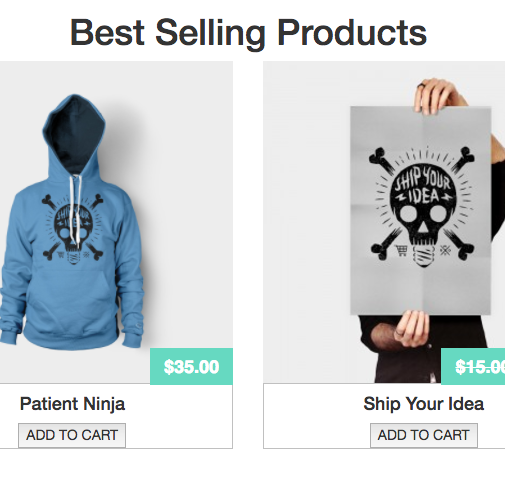 Best Selling Products
SHIP YOUR
IDEA
SHIP YOUR
IDEA
$35.00
$15.00
Patient Ninja
Ship Your Idea
ADD TO CART
ADD TO CART